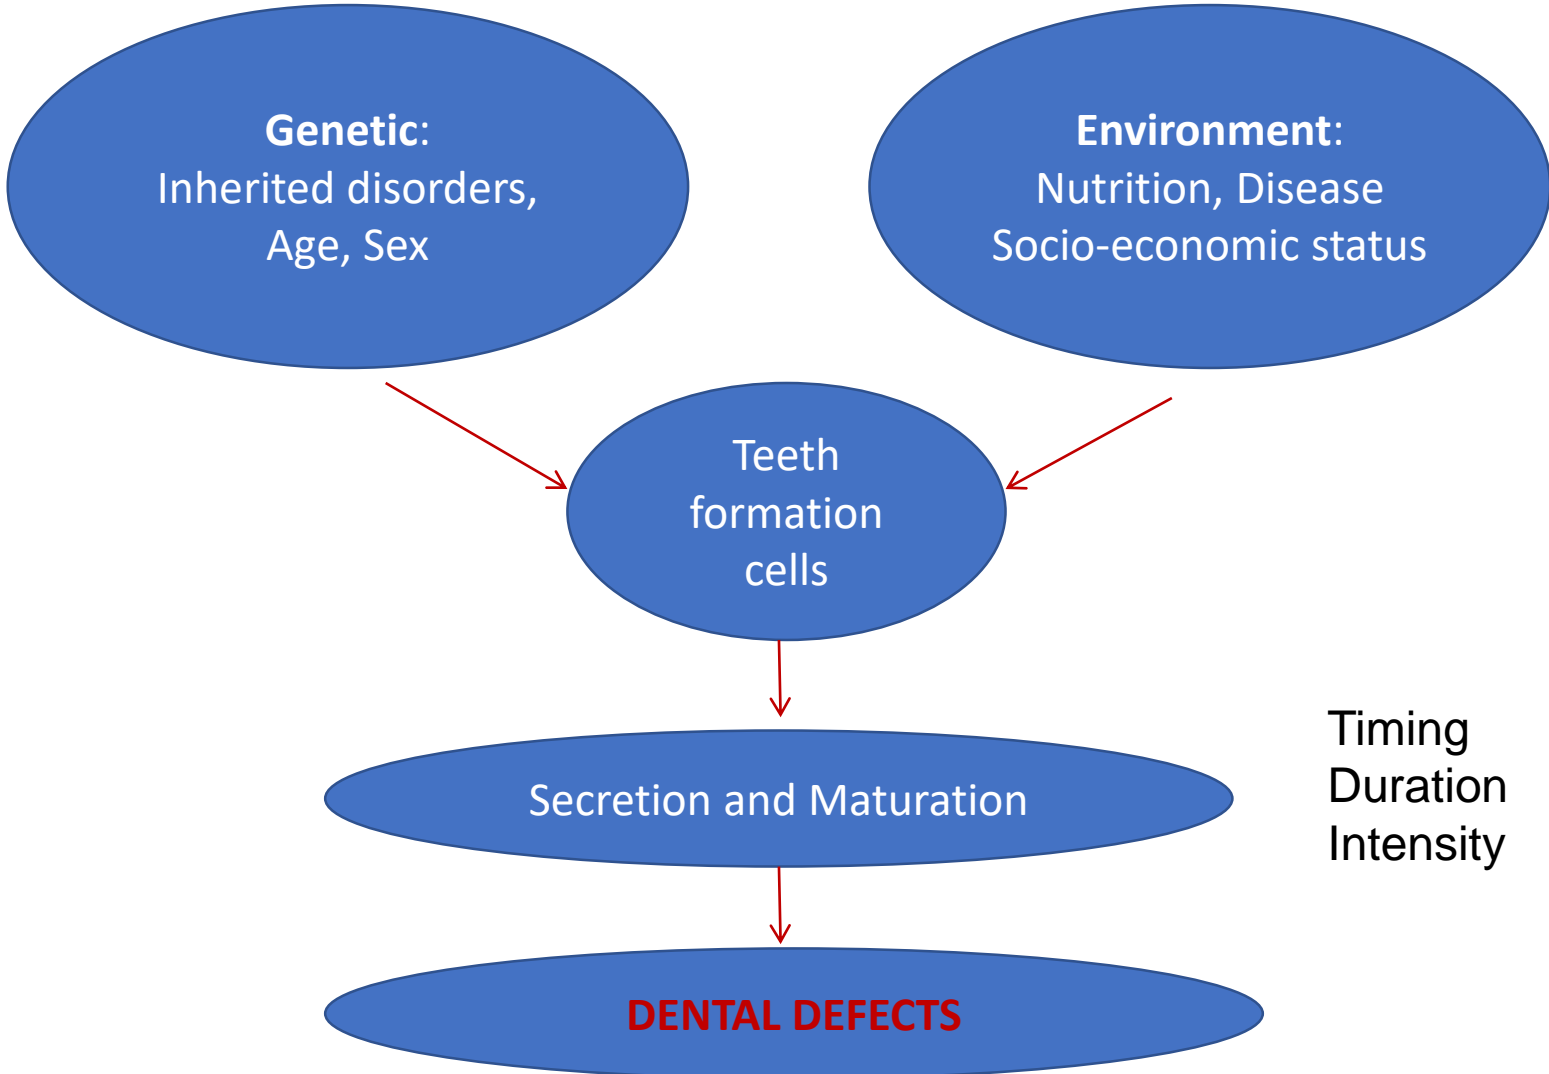 Genetic:
Inherited disorders,
Age, Sex
Environment:
Nutrition, Disease
Socio-economic status
Teeth
formation
cells
Secretion and Maturation
Timing
Duration
Intensity
DENTAL DEFECTS